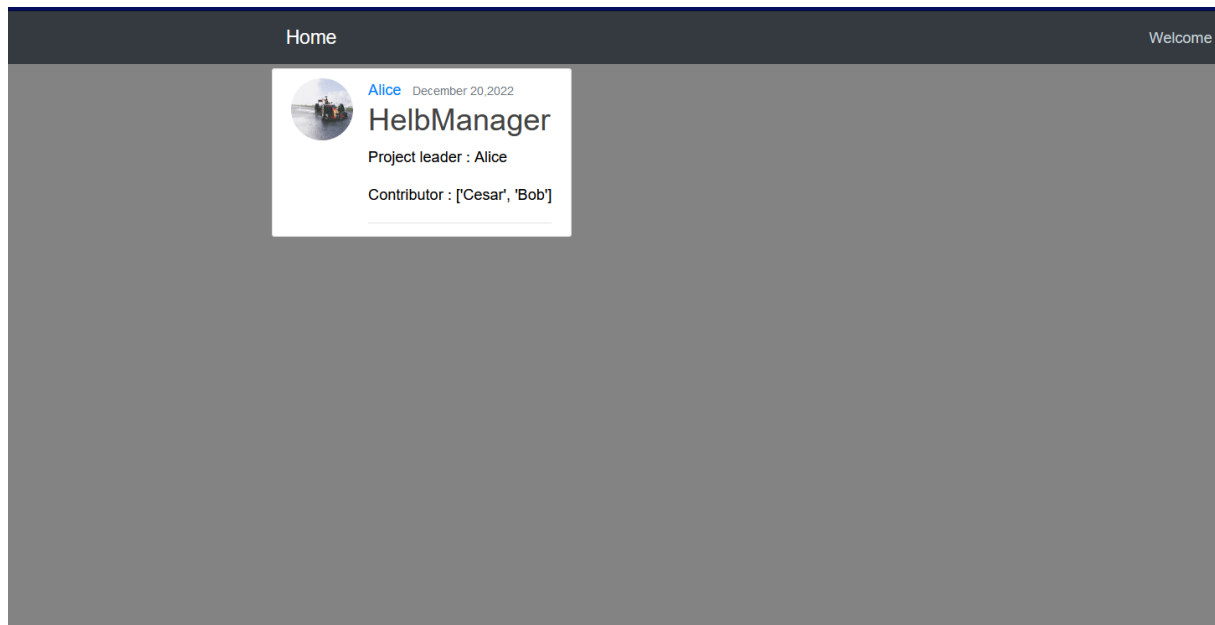 Home
Welcome
Alice December 20,2022
HelbManager
Project leader : Alice
Contributor : ['Cesar', 'Bob']